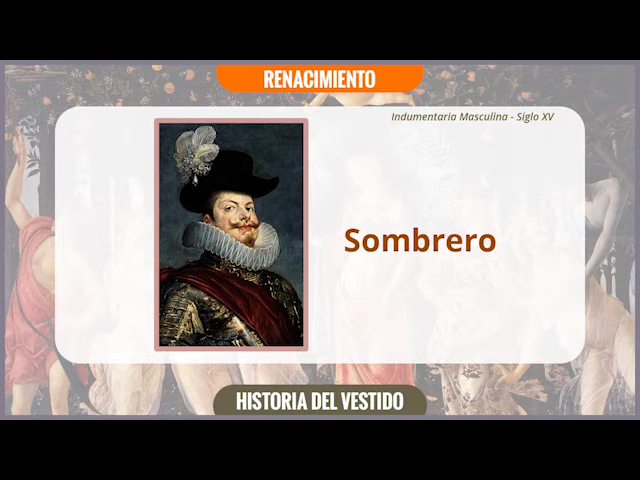 RENACIMIENTO
Indumentaria Masculina - Siglo XV
Sombrero
HISTORIA DEL VESTIDO